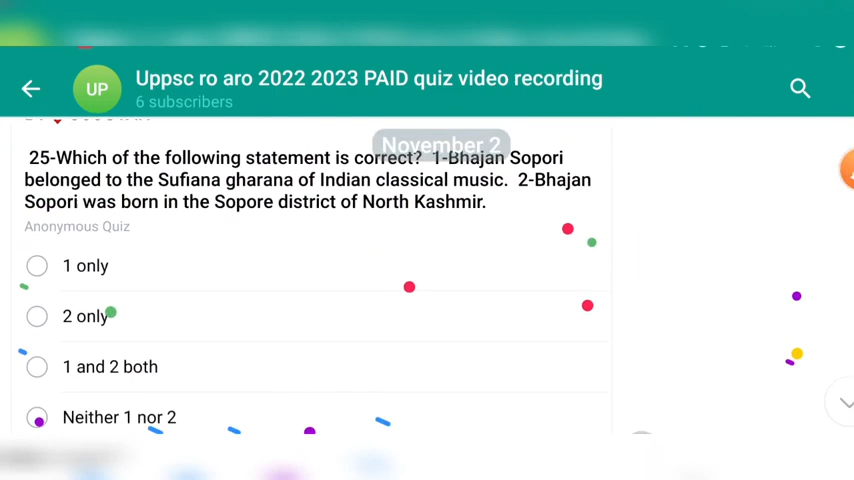 UP
Uppsc ro aro 2022 2023 PAID quiz video recording
6 subscribers
November 2
25-Which of the following statement is correct? 1-Bhajan Sopori
belonged to the Sufiana gharana of Indian classical music. 2-Bhajan
Sopori was born in the Sopore district of North Kashmir.
Anonymous Quiz
1 only
2 only
1 and 2 both
Neither 1 nor 2